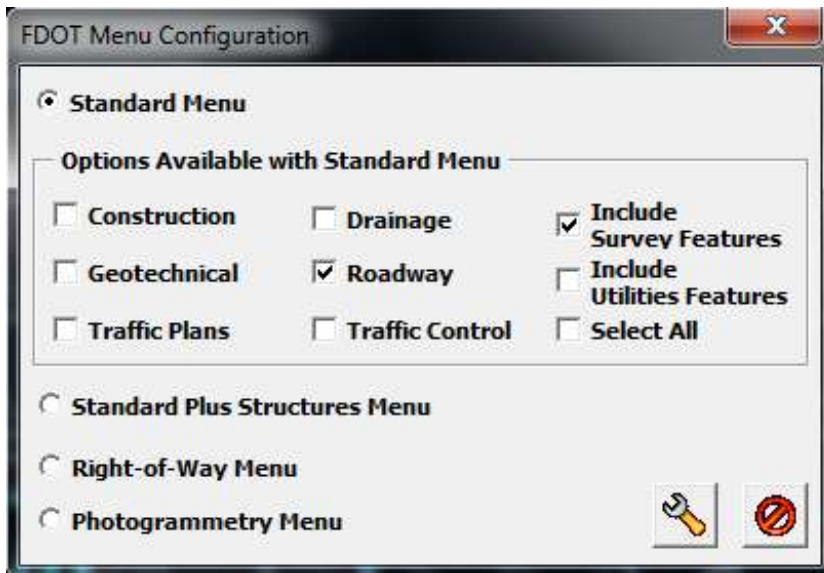 FDOT Menu Configuration
Standard Menu
Options Available with Standard Menu
Construction
Drainage
Include
Survey Features
Geotechnical
Roadway
Include
Utilities Features
Traffic Plans
Traffic Control
Select All
Standard Plus Structures Menu
Right-of-Way Menu
Photogrammetry Menu